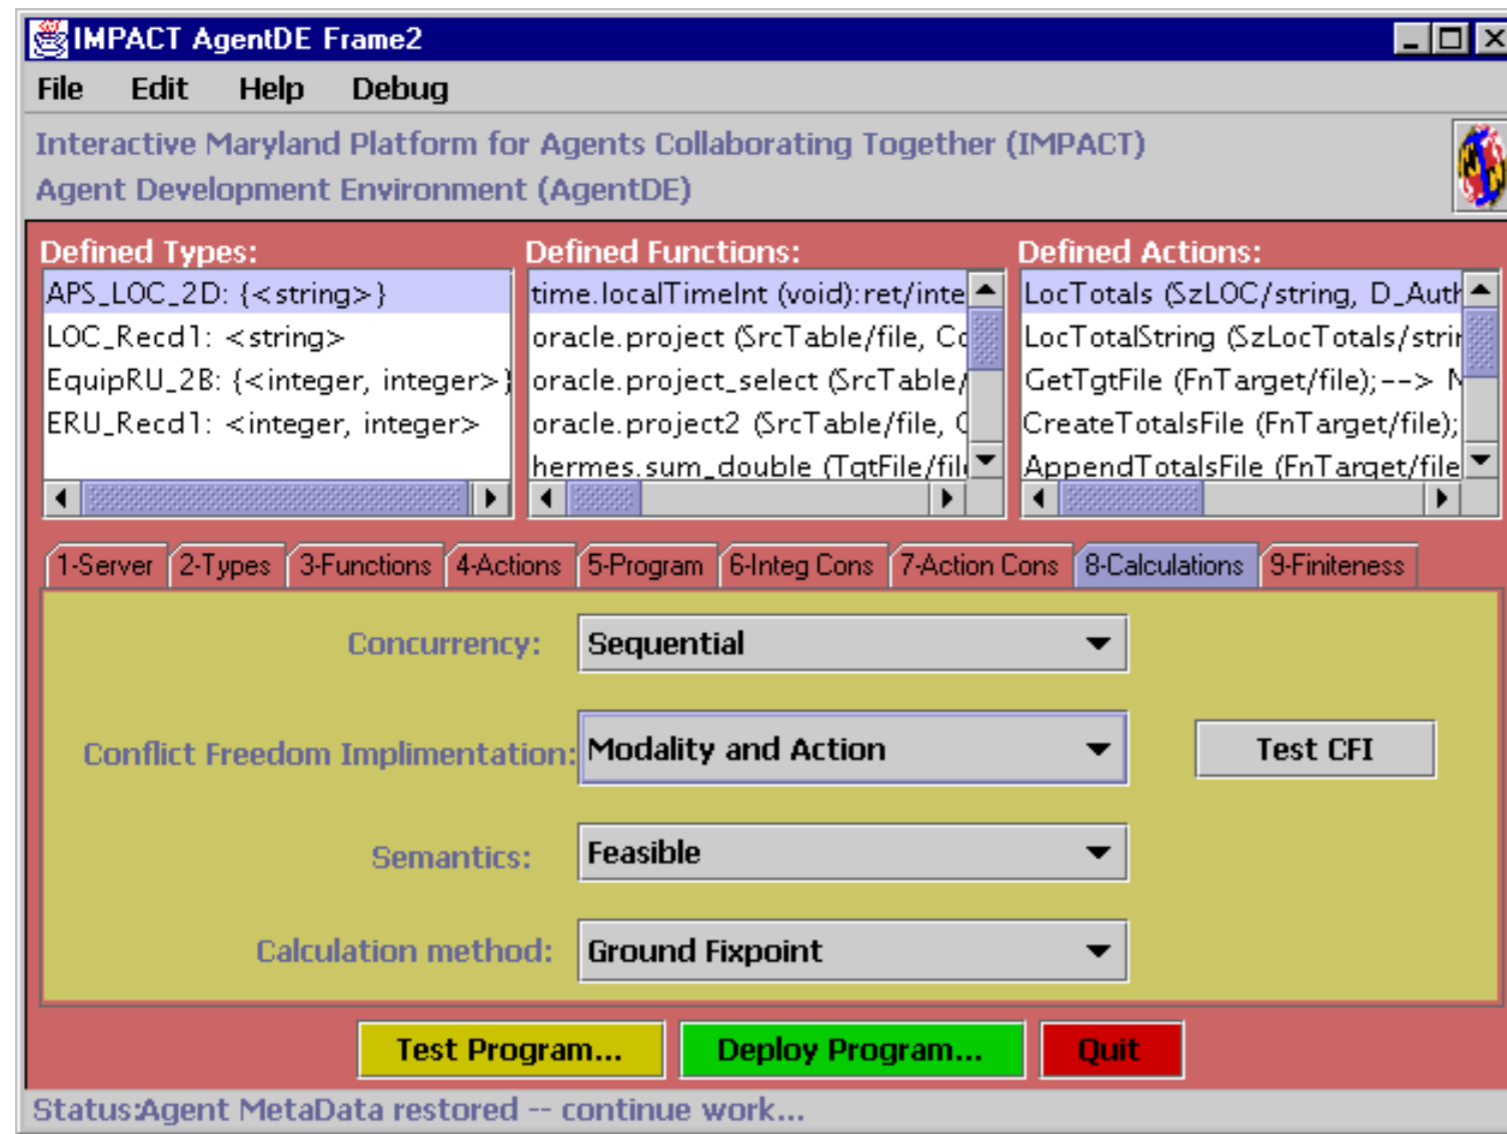 IMPACT AgentDE Frame2
File Edit Help Debug
Interactive Maryland Platform for Agents Collaborating Together (IMPACT)
Agent Development Environment (AgentDE)
Defined Types: Defined Functions: Defined Actions:
APS_LOC_2D: {<string>} time.localTimeInt (void):ret/inte LocTotals (SzLOC/string, D_Auth
LOC_Recd1: <string> oracle.project (SrcTable/file, Co LocTotalString (SzLocTotals/strin
EquipRU_2B: {<integer, integer>} oracle.project_select (SrcTable/ GetTgtFile (FnTarget/file);--> N
ERU_Recd1: <integer, integer> oracle.project2 (SrcTable/file, C CreateTotalsFile (FnTarget/file);
hermes.sum_double (TgtFile/file AppendTotalsFile (FnTarget/file
1-Server 2-Types 3-Functions 4-Actions 5-Program 6-Integ Cons 7-Action Cons 8-Calculations 9-Finiteness
Concurrency: Sequential
Conflict Freedom Implimentation: Modality and Action Test CFI
Semantics: Feasible
Calculation method: Ground Fixpoint
Test Program... Deploy Program... Quit
Status:Agent MetaData restored -- continue work...